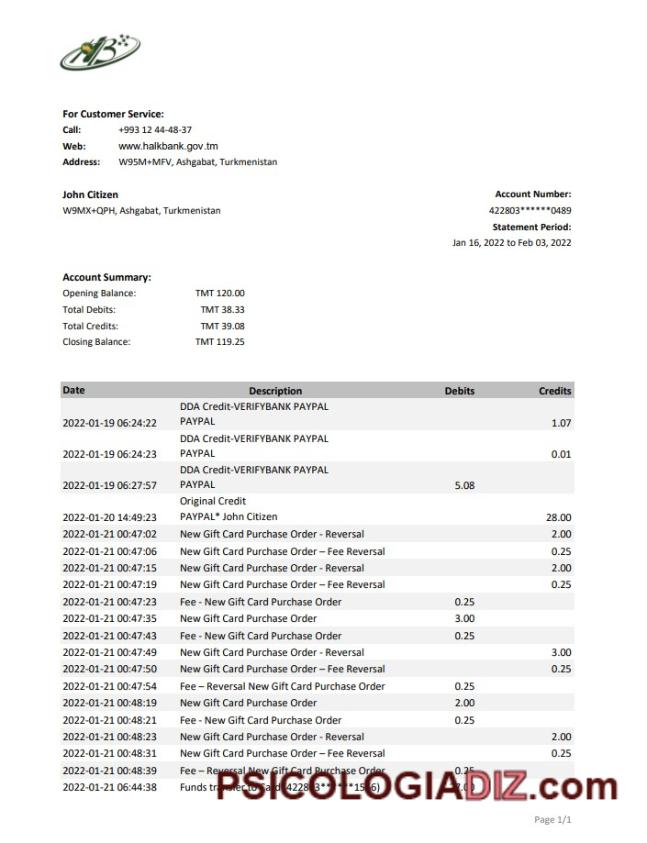 HB
For Customer Service:
Call: +993 12 44-48-37
Web: www.halkbank.gov.tm
Address: W95M+MFV, Ashgabat, Turkmenistan
John Citizen Account Number:
W9MX+QPH, Ashgabat, Turkmenistan 422803******0489
Statement Period:
Jan 16, 2022 to Feb 03, 2022
Account Summary:
Opening Balance: TMT 120.00
Total Debits: TMT 38.33
Total Credits: TMT 39.08
Closing Balance: TMT 119.25
Date Description Debits Credits
DDA Credit-VERIFYBANK PAYPAL
2022-01-19 06:24:22 PAYPAL 1.07
DDA Credit-VERIFYBANK PAYPAL
2022-01-19 06:24:23 PAYPAL 0.01
DDA Credit-VERIFYBANK PAYPAL
2022-01-19 06:27:57 PAYPAL 5.08
Original Credit
2022-01-20 14:49:23 PAYPAL* John Citizen 28.00
2022-01-21 00:47:02 New Gift Card Purchase Order - Reversal 2.00
2022-01-21 00:47:06 New Gift Card Purchase Order – Fee Reversal 0.25
2022-01-21 00:47:15 New Gift Card Purchase Order - Reversal 2.00
2022-01-21 00:47:19 New Gift Card Purchase Order – Fee Reversal 0.25
2022-01-21 00:47:23 Fee - New Gift Card Purchase Order 0.25
2022-01-21 00:47:35 New Gift Card Purchase Order 3.00
2022-01-21 00:47:43 Fee - New Gift Card Purchase Order 0.25
2022-01-21 00:47:49 New Gift Card Purchase Order - Reversal 3.00
2022-01-21 00:47:50 New Gift Card Purchase Order – Fee Reversal 0.25
2022-01-21 00:47:54 Fee – Reversal New Gift Card Purchase Order 0.25
2022-01-21 00:48:19 New Gift Card Purchase Order 2.00
2022-01-21 00:48:21 Fee - New Gift Card Purchase Order 0.25
2022-01-21 00:48:23 New Gift Card Purchase Order - Reversal 2.00
2022-01-21 00:48:31 New Gift Card Purchase Order – Fee Reversal 0.25
2022-01-21 00:48:39 Fee – Reversal New Gift Card Purchase Order 0.25
2022-01-21 06:44:38 Funds transfer to Card
PSICOLOGIADIZ.com
Page 1/1